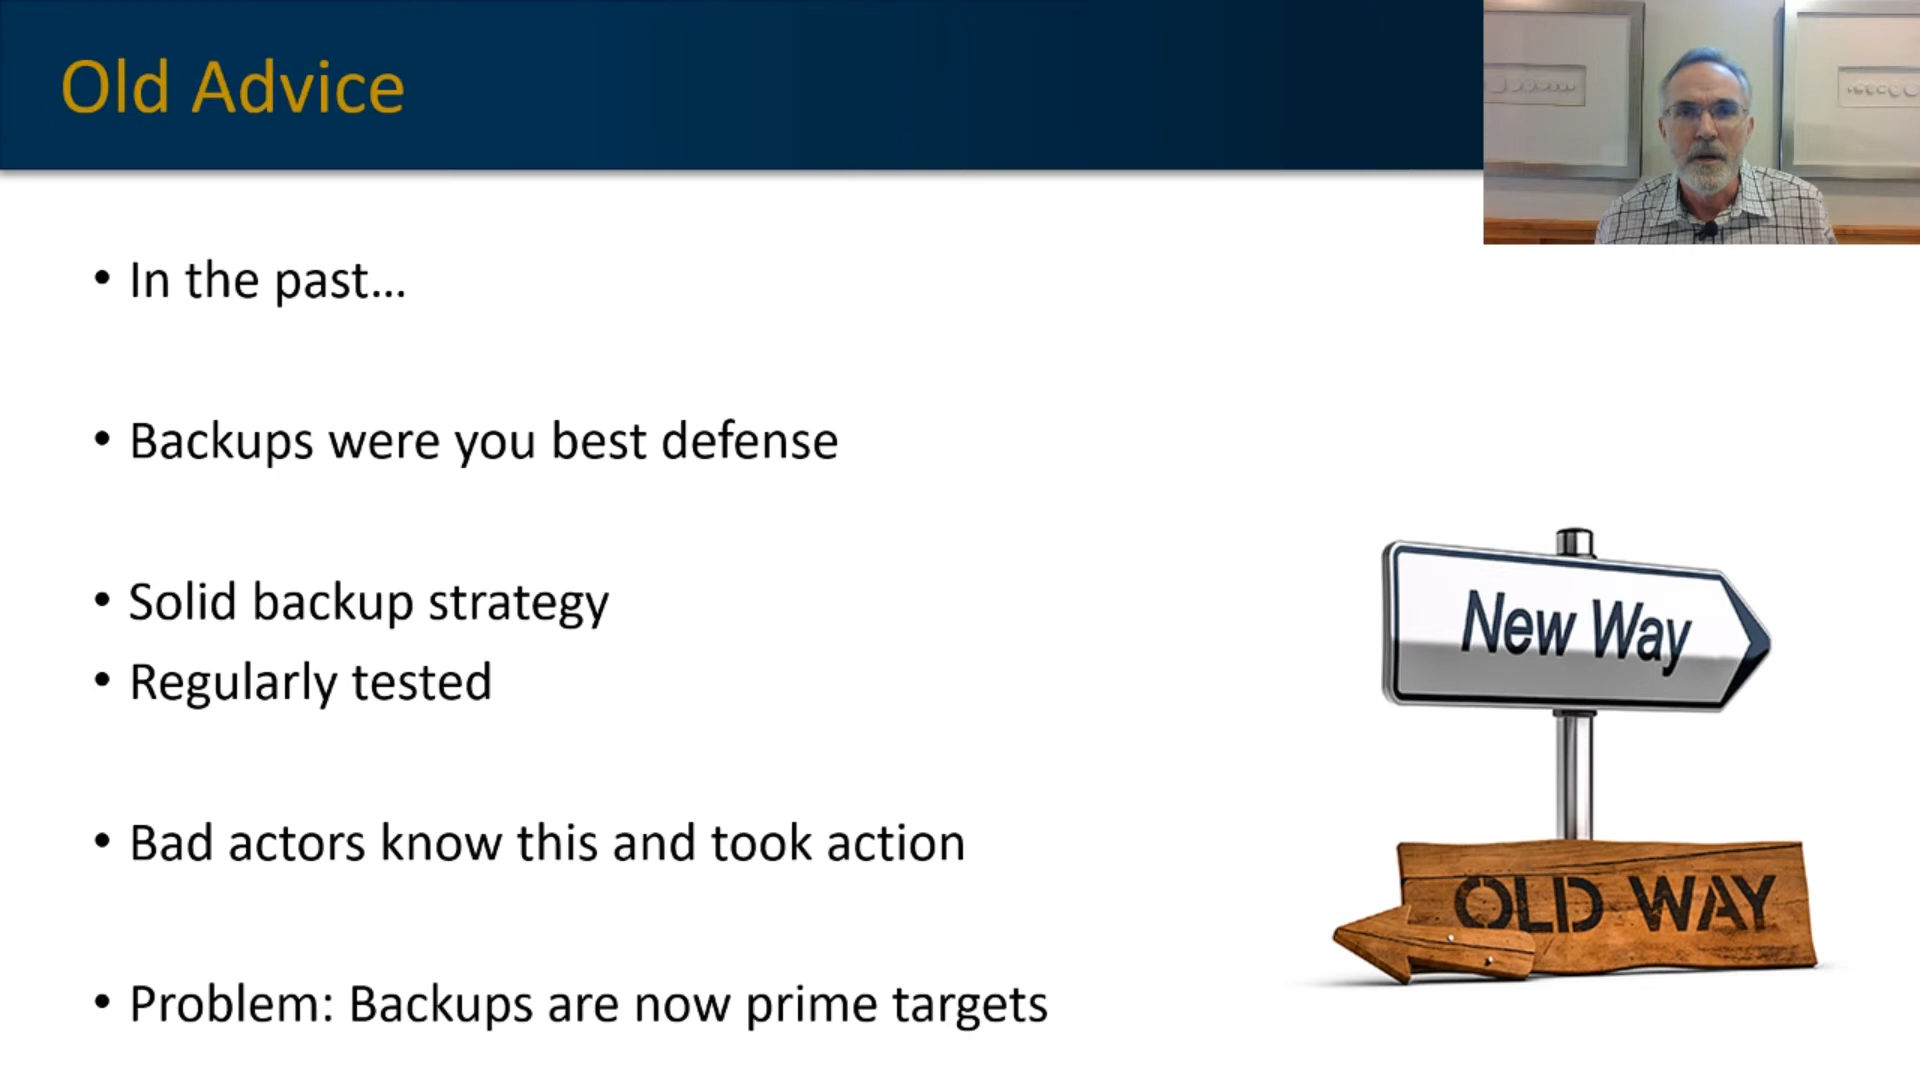 Old Advice
• In the past...
• Backups were you best defense
• Solid backup strategy
• Regularly tested
• Bad actors know this and took action
• Problem: Backups are now prime targets
New Way
OLD WAY